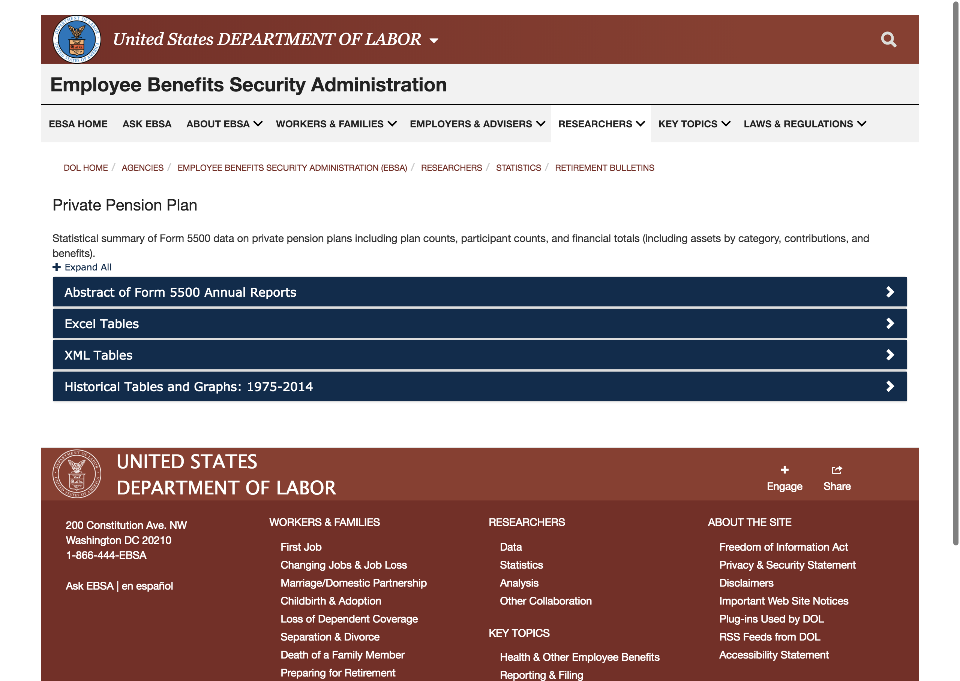 United States DEPARTMENT OF LABOR
Employee Benefits Security Administration
EBSA HOME ASK EBSA ABOUT EBSA WORKERS & FAMILIES EMPLOYERS & ADVISERS RESEARCHERS KEY TOPICS LAWS & REGULATIONS
DOL HOME / AGENCIES / EMPLOYEE BENEFITS SECURITY ADMINISTRATION (EBSA) / RESEARCHERS / STATISTICS / RETIREMENT BULLETINS
Private Pension Plan
Statistical summary of Form 5500 data on private pension plans including plan counts, participant counts, and financial totals (including assets by category, contributions, and
benefits).
+ Expand All
Abstract of Form 5500 Annual Reports
Excel Tables
XML Tables
Historical Tables and Graphs: 1975-2014
UNITED STATES
DEPARTMENT OF LABOR
Engage Share
200 Constitution Ave. NW
Washington DC 20210
1-866-444-EBSA
Ask EBSA | en español
WORKERS & FAMILIES
First Job
Changing Jobs & Job Loss
Marriage/Domestic Partnership
Childbirth & Adoption
Loss of Dependent Coverage
Separation & Divorce
Death of a Family Member
Preparing for Retirement
RESEARCHERS
Data
Statistics
Analysis
Other Collaboration
KEY TOPICS
Health & Other Employee Benefits
Reporting & Filing
ABOUT THE SITE
Freedom of Information Act
Privacy & Security Statement
Disclaimers
Important Web Site Notices
Plug-ins Used by DOL
RSS Feeds from DOL
Accessibility Statement